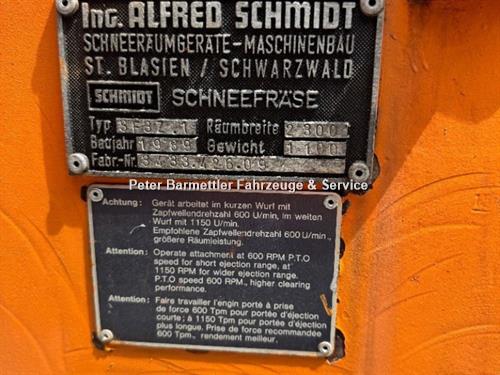 Ing. ALFRED SCHMIDT
SCHNEERÄUMGERÄTE-MASCHINENBAU
ST. BLASIEN / SCHWARZWALD
SCHMIDT SCHNEEFRÄSE
Typ SF3Z.1 Räumbreite 2300
Baujahr 1989 Gewicht 1100
Fabr.-Nr.
Peter Barmettler Fahrzeuge & Service
Achtung: Gerät arbeitet im kurzen Wurf mit
Zapfwellendrehzahl 600 U/min, im weiten
Wurf mit 1150 U/min.
Empfohlene Zapfwellendrehzahl 600 U/min,
größere Räumleistung.
Attention: Operate attachment at 600 RPM P.T.O
speed for short ejection range, at
1150 RPM for wider ejection range.
P.T.O speed 600 RPM, higher clearing
performance.
Attention: Faire travailler l'engin porté à prise
de force 600 Tpm pour portée d'éjection
courte; à 1150 Tpm pour portée d'éjection
plus longue. Prise de force recommandée
600 Tpm., rendement meilleur.